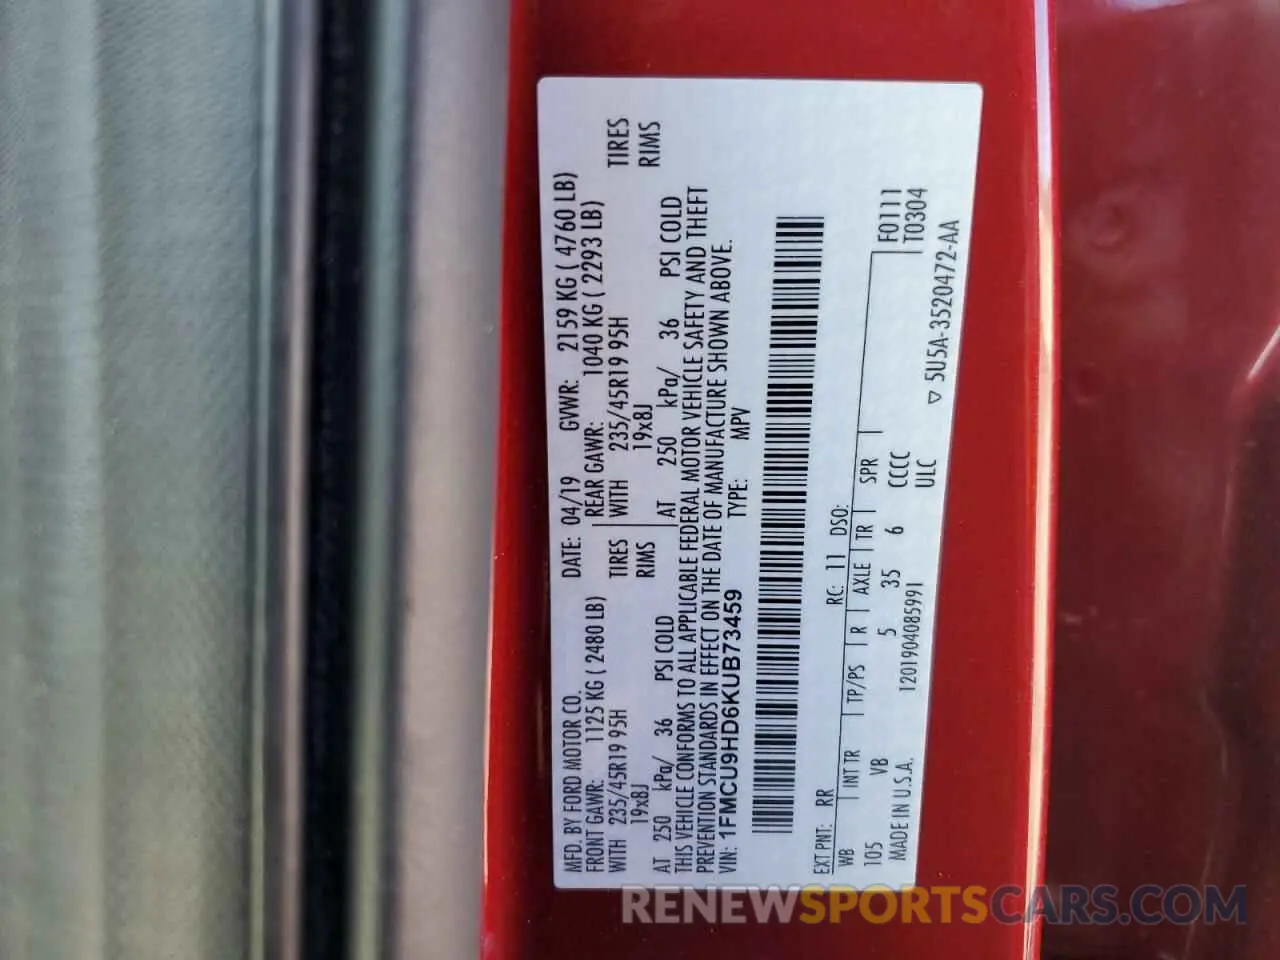 MFD. BY FORD MOTOR CO. DATE: 04/19 GVWR: 2159 KG ( 4760 LB)
FRONT GAWR: 1125 KG ( 2480 LB) REAR GAWR: 1040 KG ( 2293 LB)
WITH 235/45R19 95H TIRES WITH 235/45R19 95H TIRES
19x8J RIMS 19x8J RIMS
AT 250 kPa/ 36 PSI COLD AT 250 kPa/ 36 PSI COLD
THIS VEHICLE CONFORMS TO ALL APPLICABLE FEDERAL MOTOR VEHICLE SAFETY AND THEFT
PREVENTION STANDARDS IN EFFECT ON THE DATE OF MANUFACTURE SHOWN ABOVE.
VIN: 1FMCU9HD6KUB73459 TYPE: MPV
EXT PNT: RR RC: 11 DSO:
WB INT TR TP/PS R AXLE TR SPR F0111
105 VB 5 35 6 CCCC T0304
MADE IN U.S.A. 12019040859​91 ULC
▽ 5U5A-3520472-AA
RENEWSPORTSCARS.COM